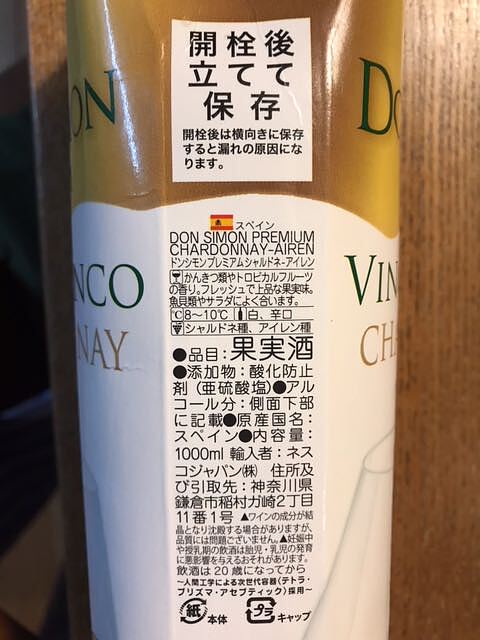 開栓後
立てて
保存
開栓後は横向きに保存
すると漏れの原因にな
ります。
ON
DO
スペイン
DON SIMON PREMIUM
CHARDONNAY-AIREN
ドンシモンプレミアムシャルドネ-アイレン
かんきつ類やトロピカルフルーツ
の香り。フレッシュで上品な果実味。
魚貝類やサラダによく合います。
℃8〜10℃ 白、辛口
シャルドネ種、アイレン種
NCO
NAY
VIN
CHA
●品目:果実酒
●添加物:酸化防止
剤(亜硫酸塩)●アル
コール分:側面下部
に記載●原産国名:
スペイン●内容量:
1000ml 輸入者:ネス
コジャパン㈱ 住所及
び引取先:神奈川県
鎌倉市稲村ガ崎2丁目
11番1号 ▲ワインの成分が結
晶となり沈殿する場合がありますが、
品質には問題ございません。▲妊娠中
や授乳期の飲酒は胎児・乳児の発育
に悪影響を与えるおそれがあります。
飲酒は20歳になってから
〜人間工学による次世代容器(テトラ・
プリズマ・アセプティック)採用〜
紙 本体 プラ キャップ